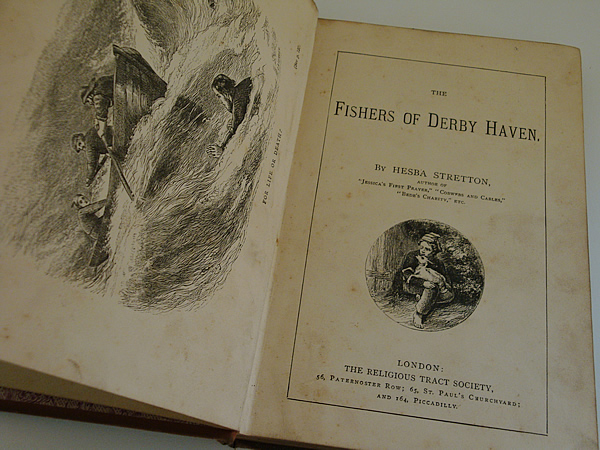 FOR LIFE OR DEATH?
THE
FISHERS OF DERBY HAVEN.
BY HESBA STRETTON,
AUTHOR OF
"JESSICA'S FIRST PRAYER," "COBWEBS AND CABLES,"
"BEDE'S CHARITY," ETC.
LONDON:
THE RELIGIOUS TRACT SOCIETY,
56, PATERNOSTER ROW; 65, ST. PAUL'S CHURCHYARD;
AND 164, PICCADILLY.